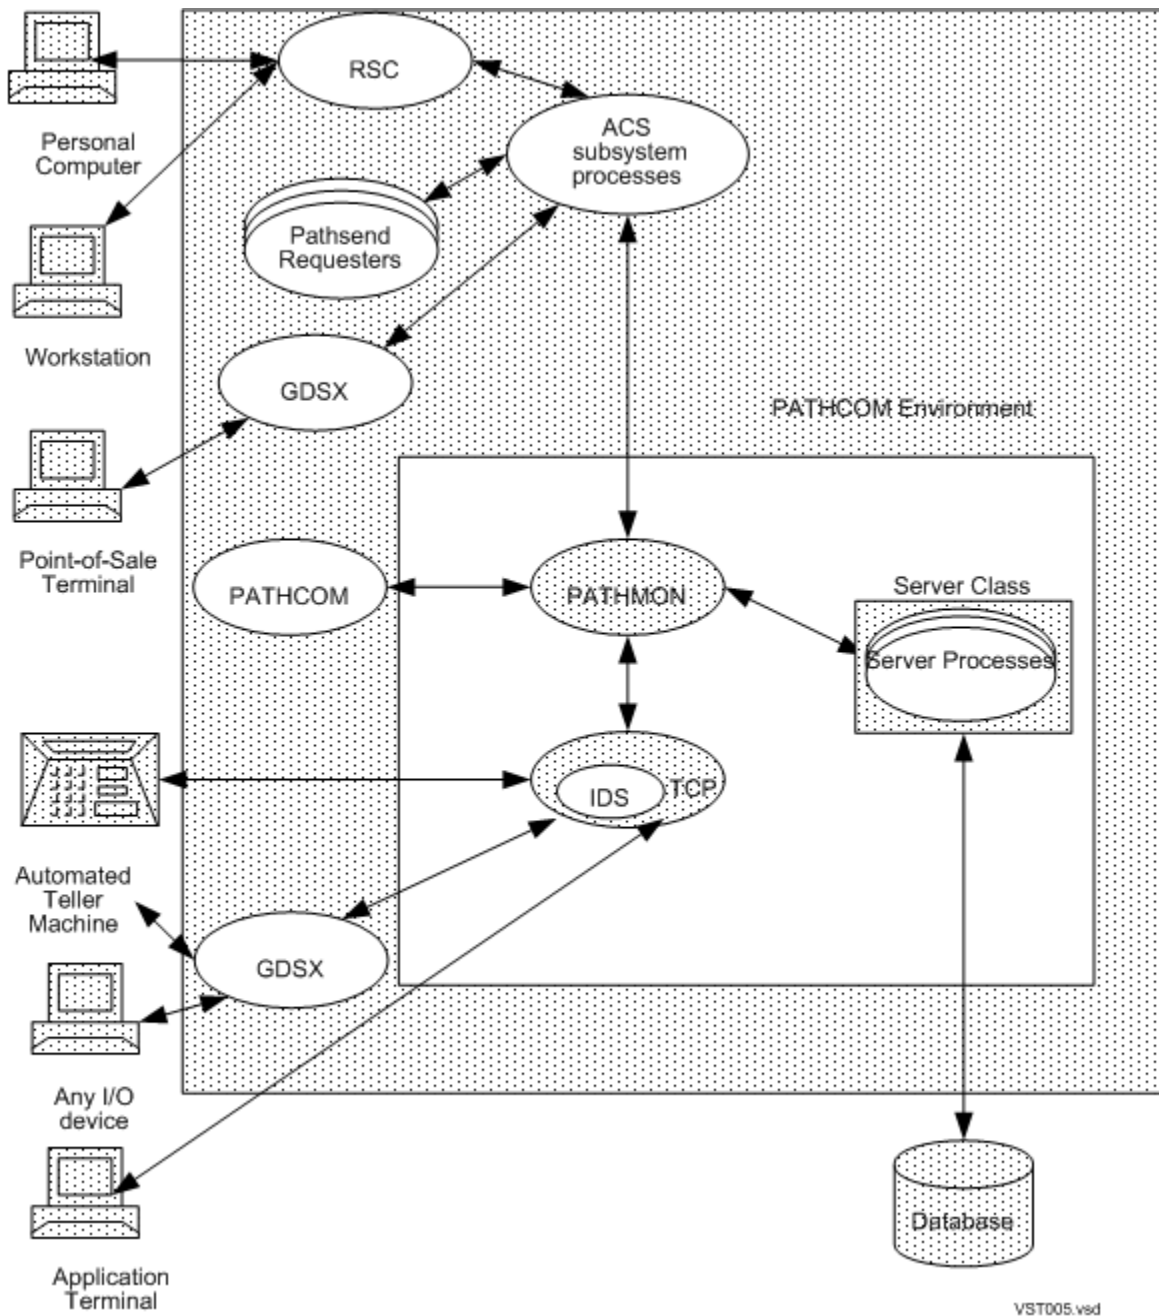 RSC
ACS
subsystem
processes
Personal
Computer
Pathsend
Requesters
Workstation
GDSX
PATHCOM Environment
Point-of-Sale
Terminal
PATHCOM
PATHMON
Server Class
Server Processes
IDS
TCP
Automated
Teller
Machine
GDSX
Any I/O
device
Database
Application
Terminal
VST005.vsd